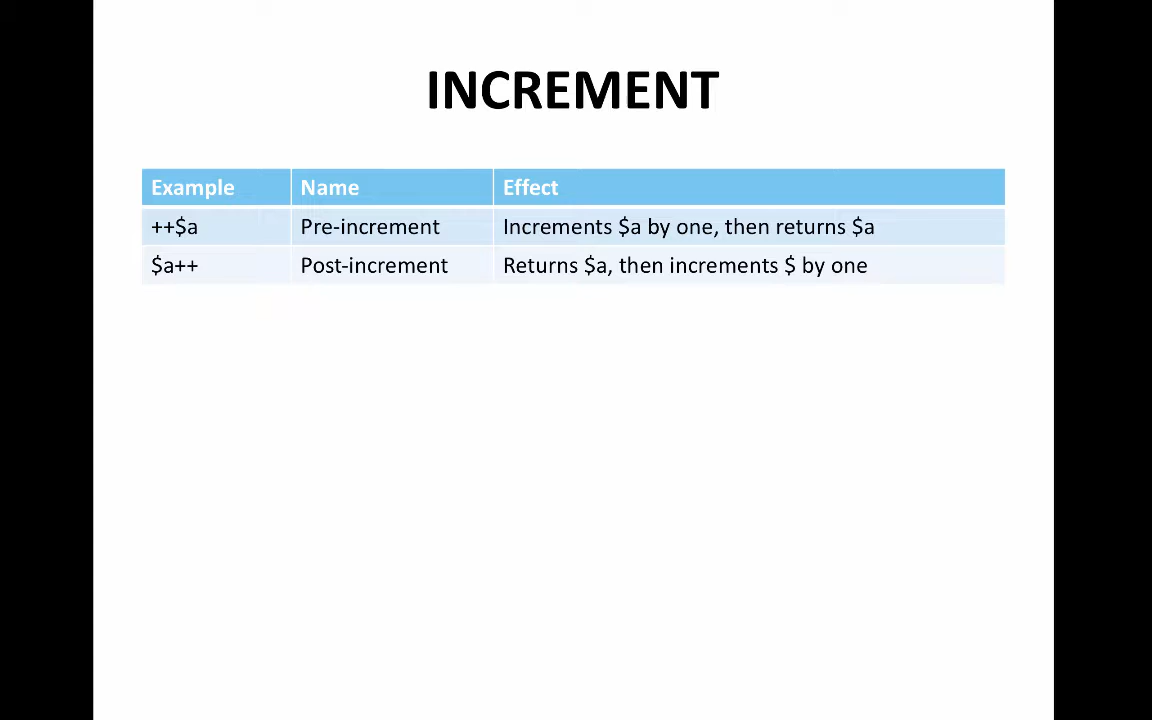 INCREMENT
Example Name Effect
++$a Pre-increment Increments $a by one, then returns $a
$a++ Post-increment Returns $a, then increments $ by one